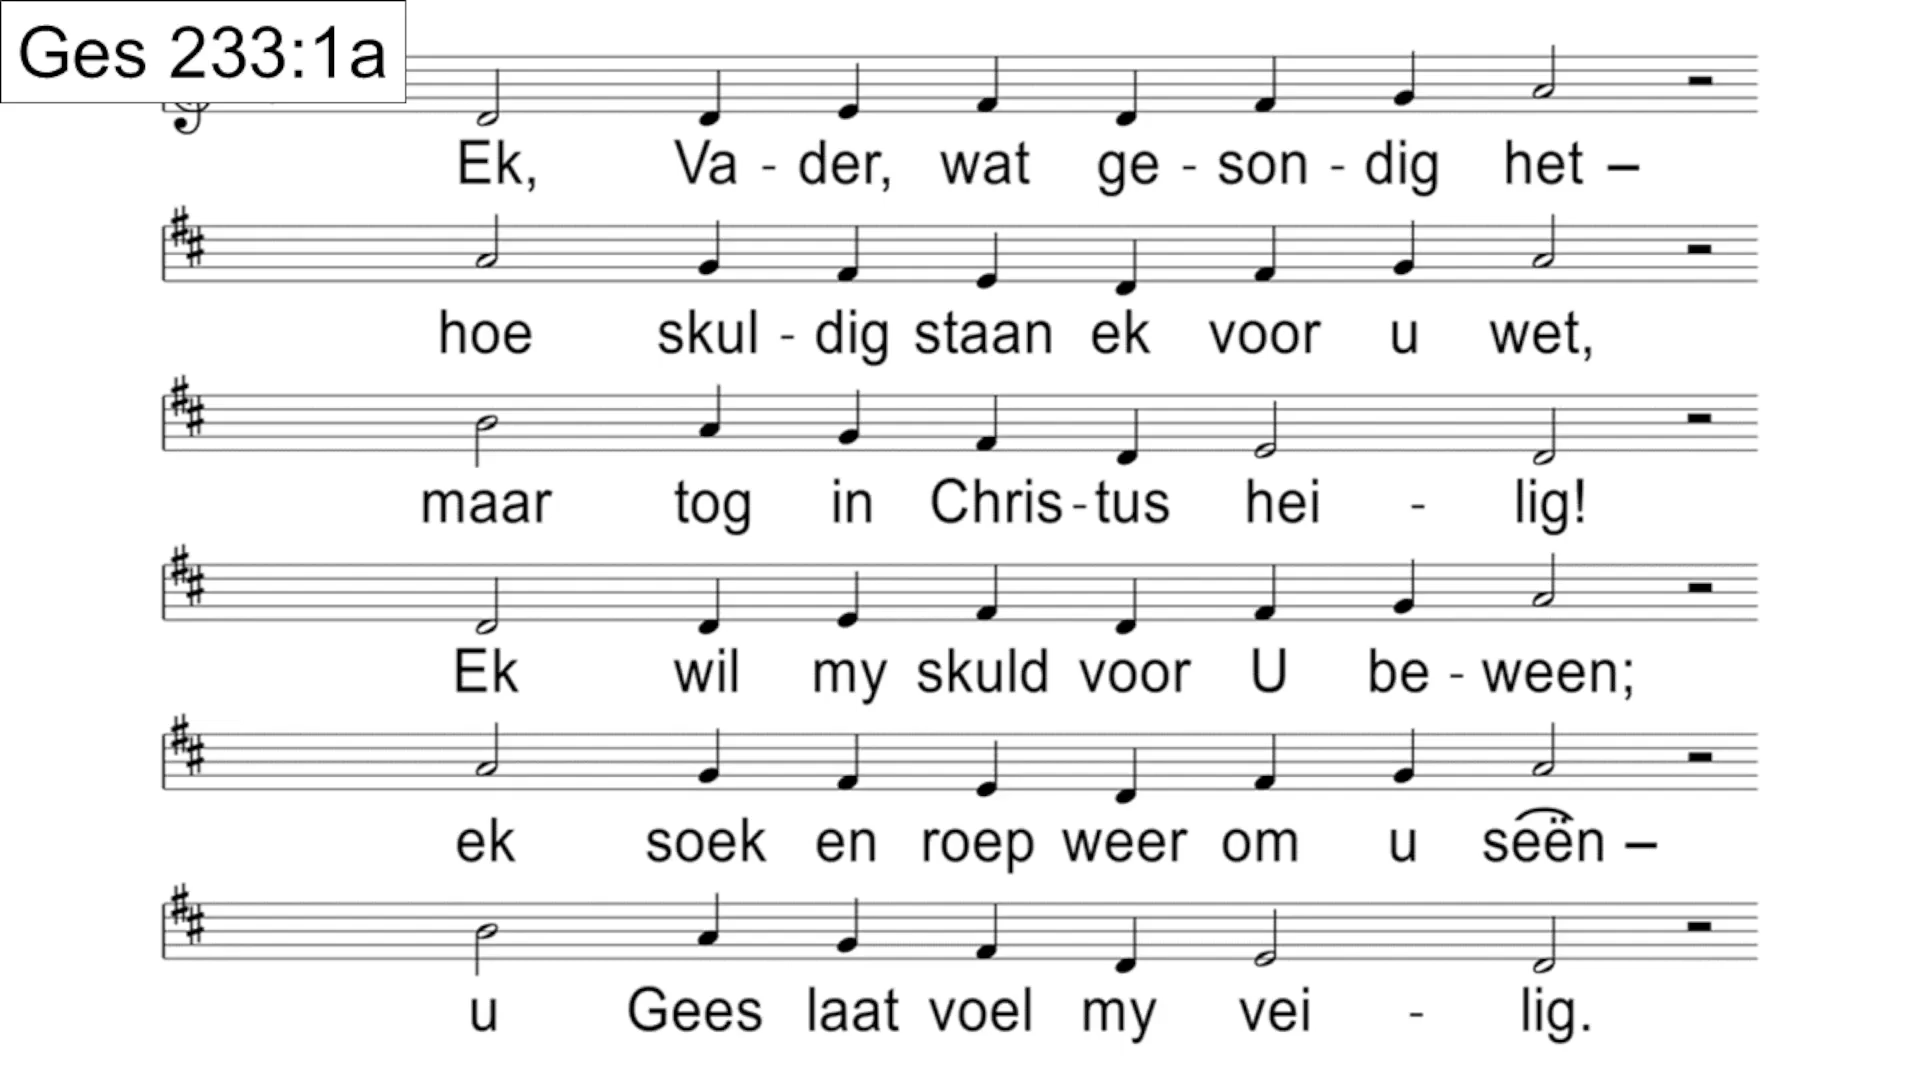 Ges 233:1a
Ek, Va - der, wat ge - son - dig het –
hoe skul - dig staan ek voor u wet,
maar tog in Chris - tus hei - lig!
Ek wil my skuld voor U be - ween;
ek soek en roep weer om u seën –
u Gees laat voel my vei - lig.